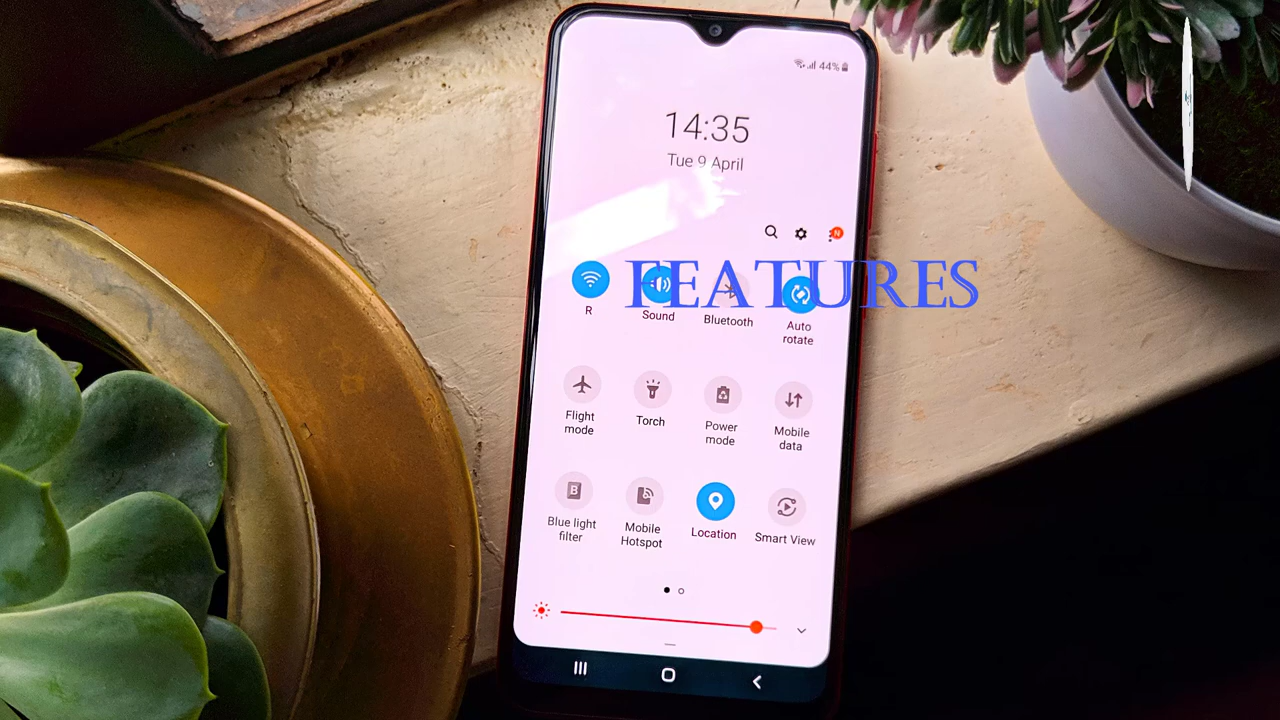 44%
14:35
Tue 9 April
N
FEATURES
R
Sound
Bluetooth
Auto
rotate
Flight
mode
Torch
Power
mode
Mobile
data
B
Blue light
filter
Mobile
Hotspot
Location
Smart View